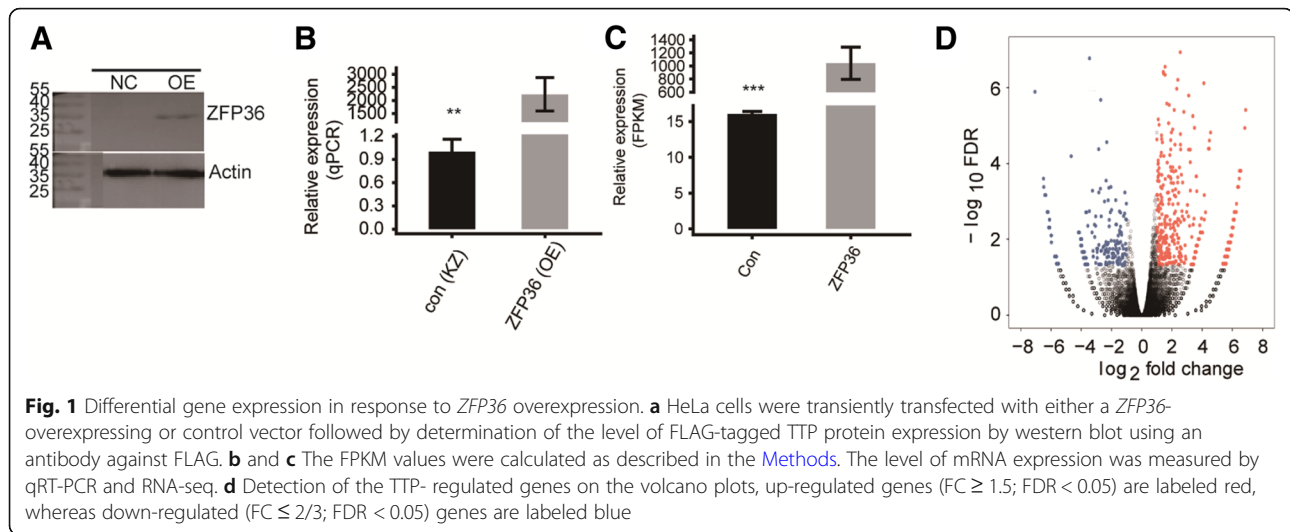 A
NC OE
55
40
35
25
ZFP36
55
40
35
25
Actin
B
Relative expression
(qPCR)
3000
2500
2000
1500
1.2
0.9
0.6
0.3
0.0
**
con (KZ)
ZFP36 (OE)
C
Relative expression
(FPKM)
1400
1200
1000
800
600
15
10
5
0
***
Con
ZFP36
D
− log 10 FDR
6
4
2
0
−8 −6 −4 −2 0 2 4 6 8
log 2 fold change
Fig. 1 Differential gene expression in response to ZFP36 overexpression. a HeLa cells were transiently transfected with either a ZFP36-
overexpressing or control vector followed by determination of the level of FLAG-tagged TTP protein expression by western blot using an
antibody against FLAG. b and c The FPKM values were calculated as described in the Methods. The level of mRNA expression was measured by
qRT-PCR and RNA-seq. d Detection of the TTP- regulated genes on the volcano plots, up-regulated genes (FC ≥ 1.5; FDR < 0.05) are labeled red,
whereas down-regulated (FC ≤ 2/3; FDR < 0.05) genes are labeled blue